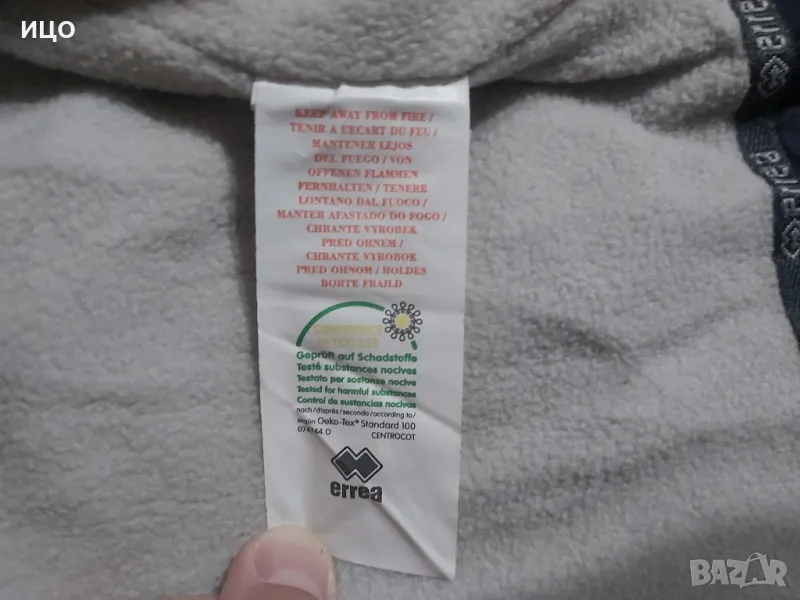 ицо
KEEP AWAY FROM FIRE /
TENIR A L'ECART DU FEU /
MANTENER LEJOS
DEL FUEGO / VON
OFFENEN FLAMMEN
FERNHALTEN / TENERE
LONTANO DAL FUOCO /
MANTER AFASTADO DO FOGO /
CHRANTE VYROBEK
PRED OHNEM /
CHRANTE VYROBOK
PRED OHNOM / HOLDES
BORTE FRAILD
CONFIDENCE
IN TEXTILES
Geprüft auf Schadstoffe
Testé substances nocives
Testato per sostanze nocive
Tested for harmful substances
Control de sustancias nocivas
nach/d'après/secondo/according to/
según Oeko-Tex® Standard 100
CENTROCOT
errea
BAZAR